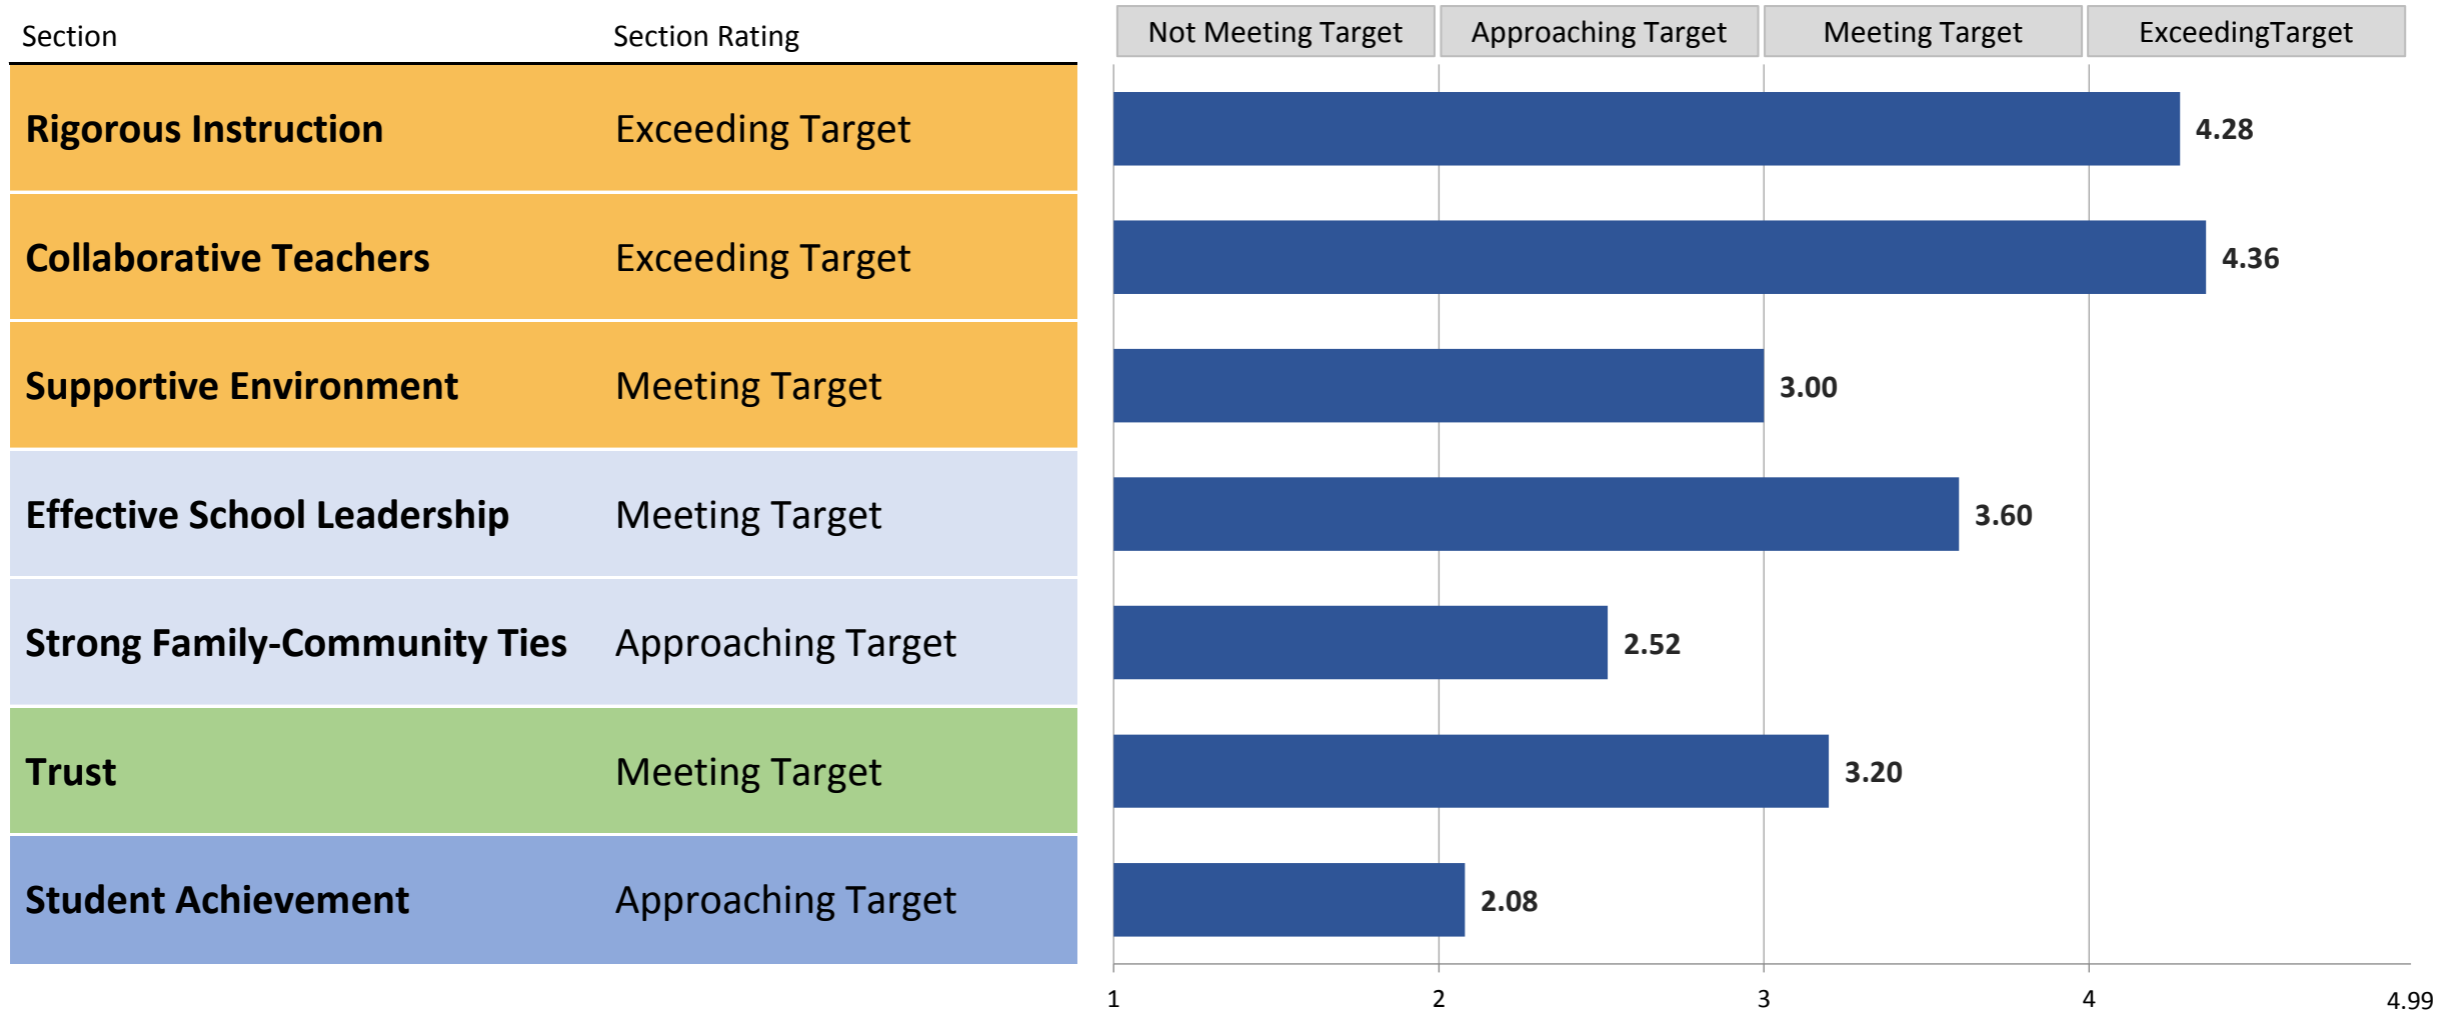 Section Section Rating Not Meeting Target Approaching Target Meeting Target ExceedingTarget
Rigorous Instruction Exceeding Target 4.28
Collaborative Teachers Exceeding Target 4.36
Supportive Environment Meeting Target 3.00
Effective School Leadership Meeting Target 3.60
Strong Family-Community Ties Approaching Target 2.52
Trust Meeting Target 3.20
Student Achievement Approaching Target 2.08
1 2 3 4 4.99